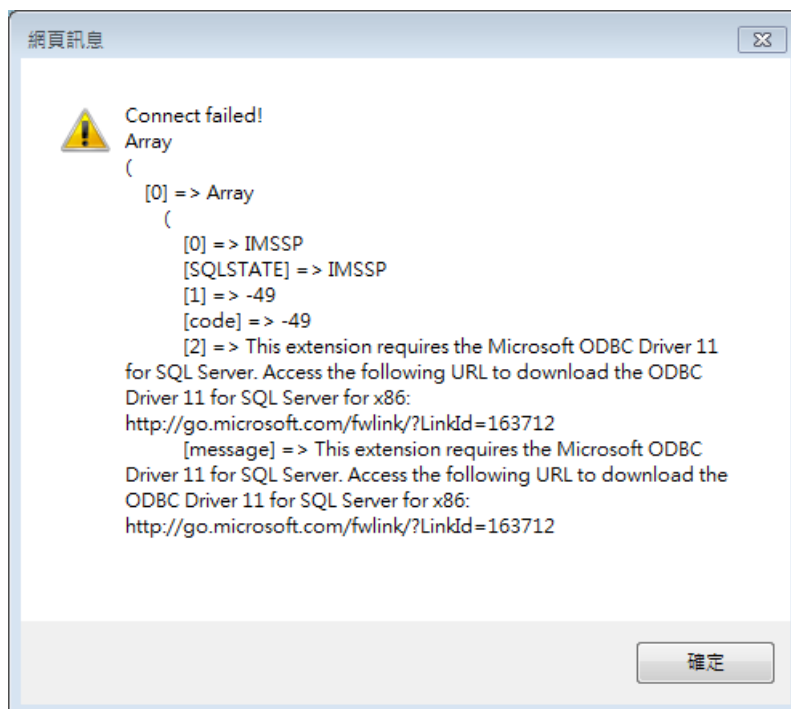 網頁訊息
Connect failed!
Array
(
[0] => Array
(
[0] => IMSSP
[SQLSTATE] => IMSSP
[1] => -49
[code] => -49
[2] => This extension requires the Microsoft ODBC Driver 11
for SQL Server. Access the following URL to download the ODBC
Driver 11 for SQL Server for x86:
http://go.microsoft.com/fwlink/?LinkId=163712
[message] => This extension requires the Microsoft ODBC
Driver 11 for SQL Server. Access the following URL to download the
ODBC Driver 11 for SQL Server for x86:
http://go.microsoft.com/fwlink/?LinkId=163712
確定